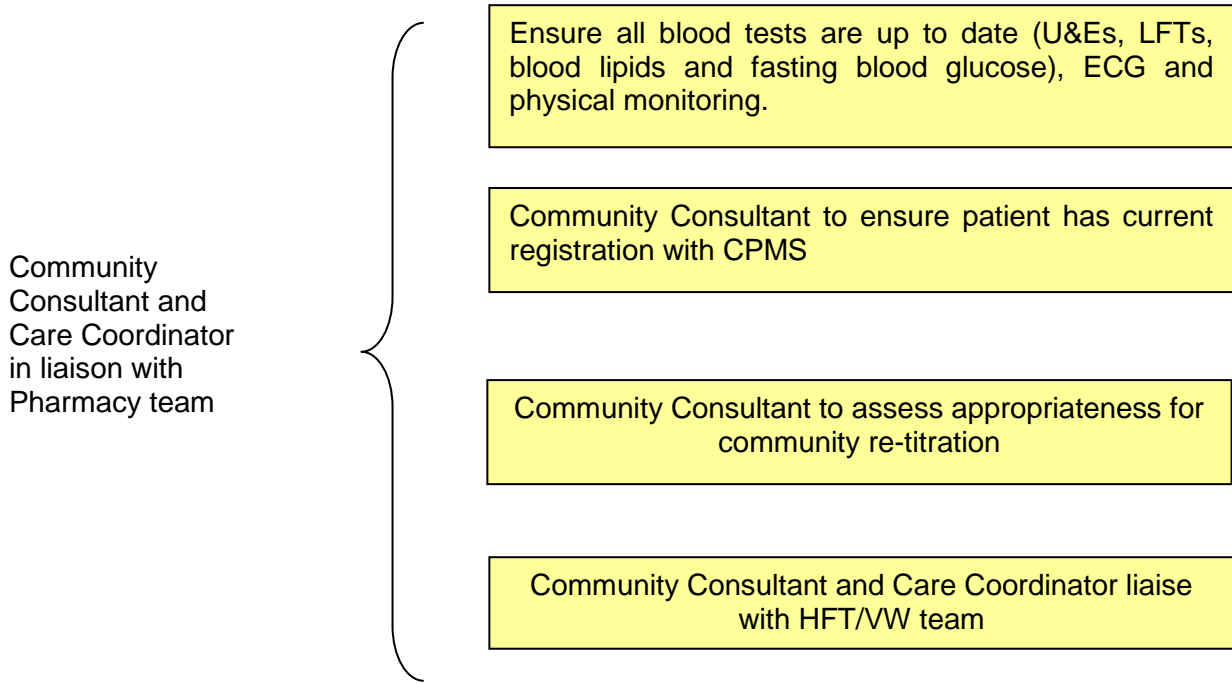 Community
Consultant and
Care Coordinator
in liaison with
Pharmacy team
Ensure all blood tests are up to date (U&Es, LFTs,
blood lipids and fasting blood glucose), ECG and
physical monitoring.
Community Consultant to ensure patient has current
registration with CPMS
Community Consultant to assess appropriateness for
community re-titration
Community Consultant and Care Coordinator liaise
with HFT/VW team